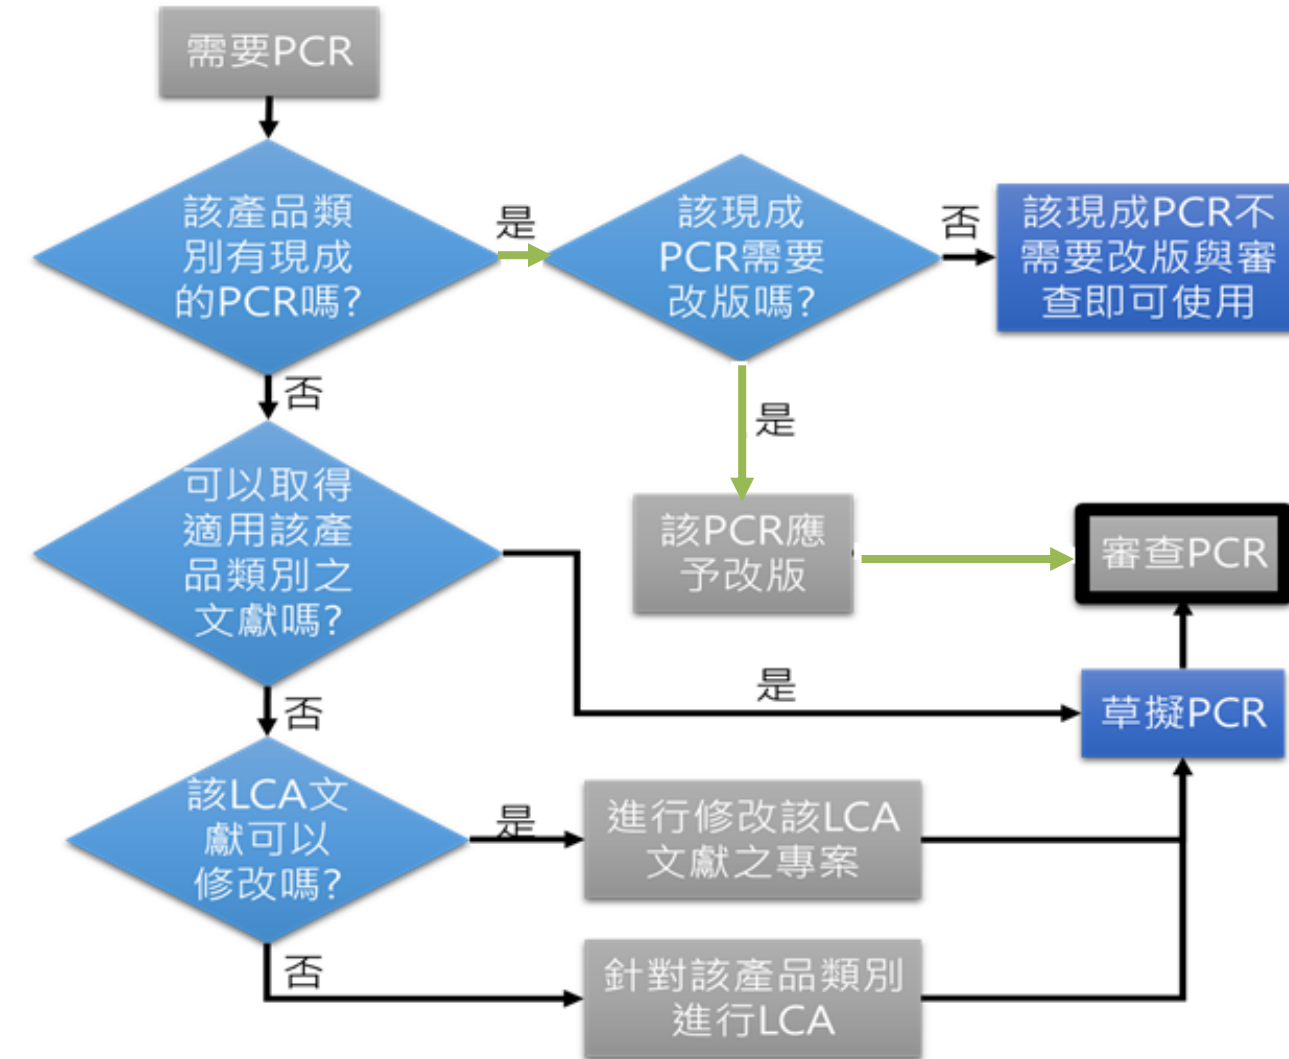 需要PCR
該產品類
別有現成
的PCR嗎?
是
該現成
PCR需要
改版嗎?
否
該現成PCR不
需要改版與審
查即可使用
否
是
可以取得
適用該產
品類別之
文獻嗎?
該PCR應
予改版
審查PCR
是
草擬PCR
否
該LCA文
獻可以
修改嗎?
是
進行修改該LCA
文獻之專案
否
針對該產品類別
進行LCA